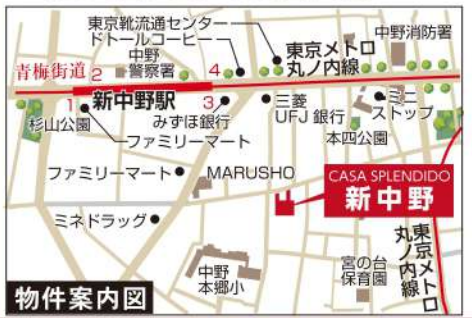 東京靴流通センター
ドトールコーヒー
中野
警察署
東京メトロ
丸ノ内線
中野消防署
青梅街道
2
4
新中野駅
1
3
杉山公園
みずほ銀行
ファミリーマート
三菱
UFJ 銀行
ミニ
ストップ
本四公園
ファミリーマート
MARUSHO
CASA SPLENDIDO
新中野
ミネドラッグ
中野
本郷小
宮の台
保育園
東京メトロ
丸ノ内線
物件案内図